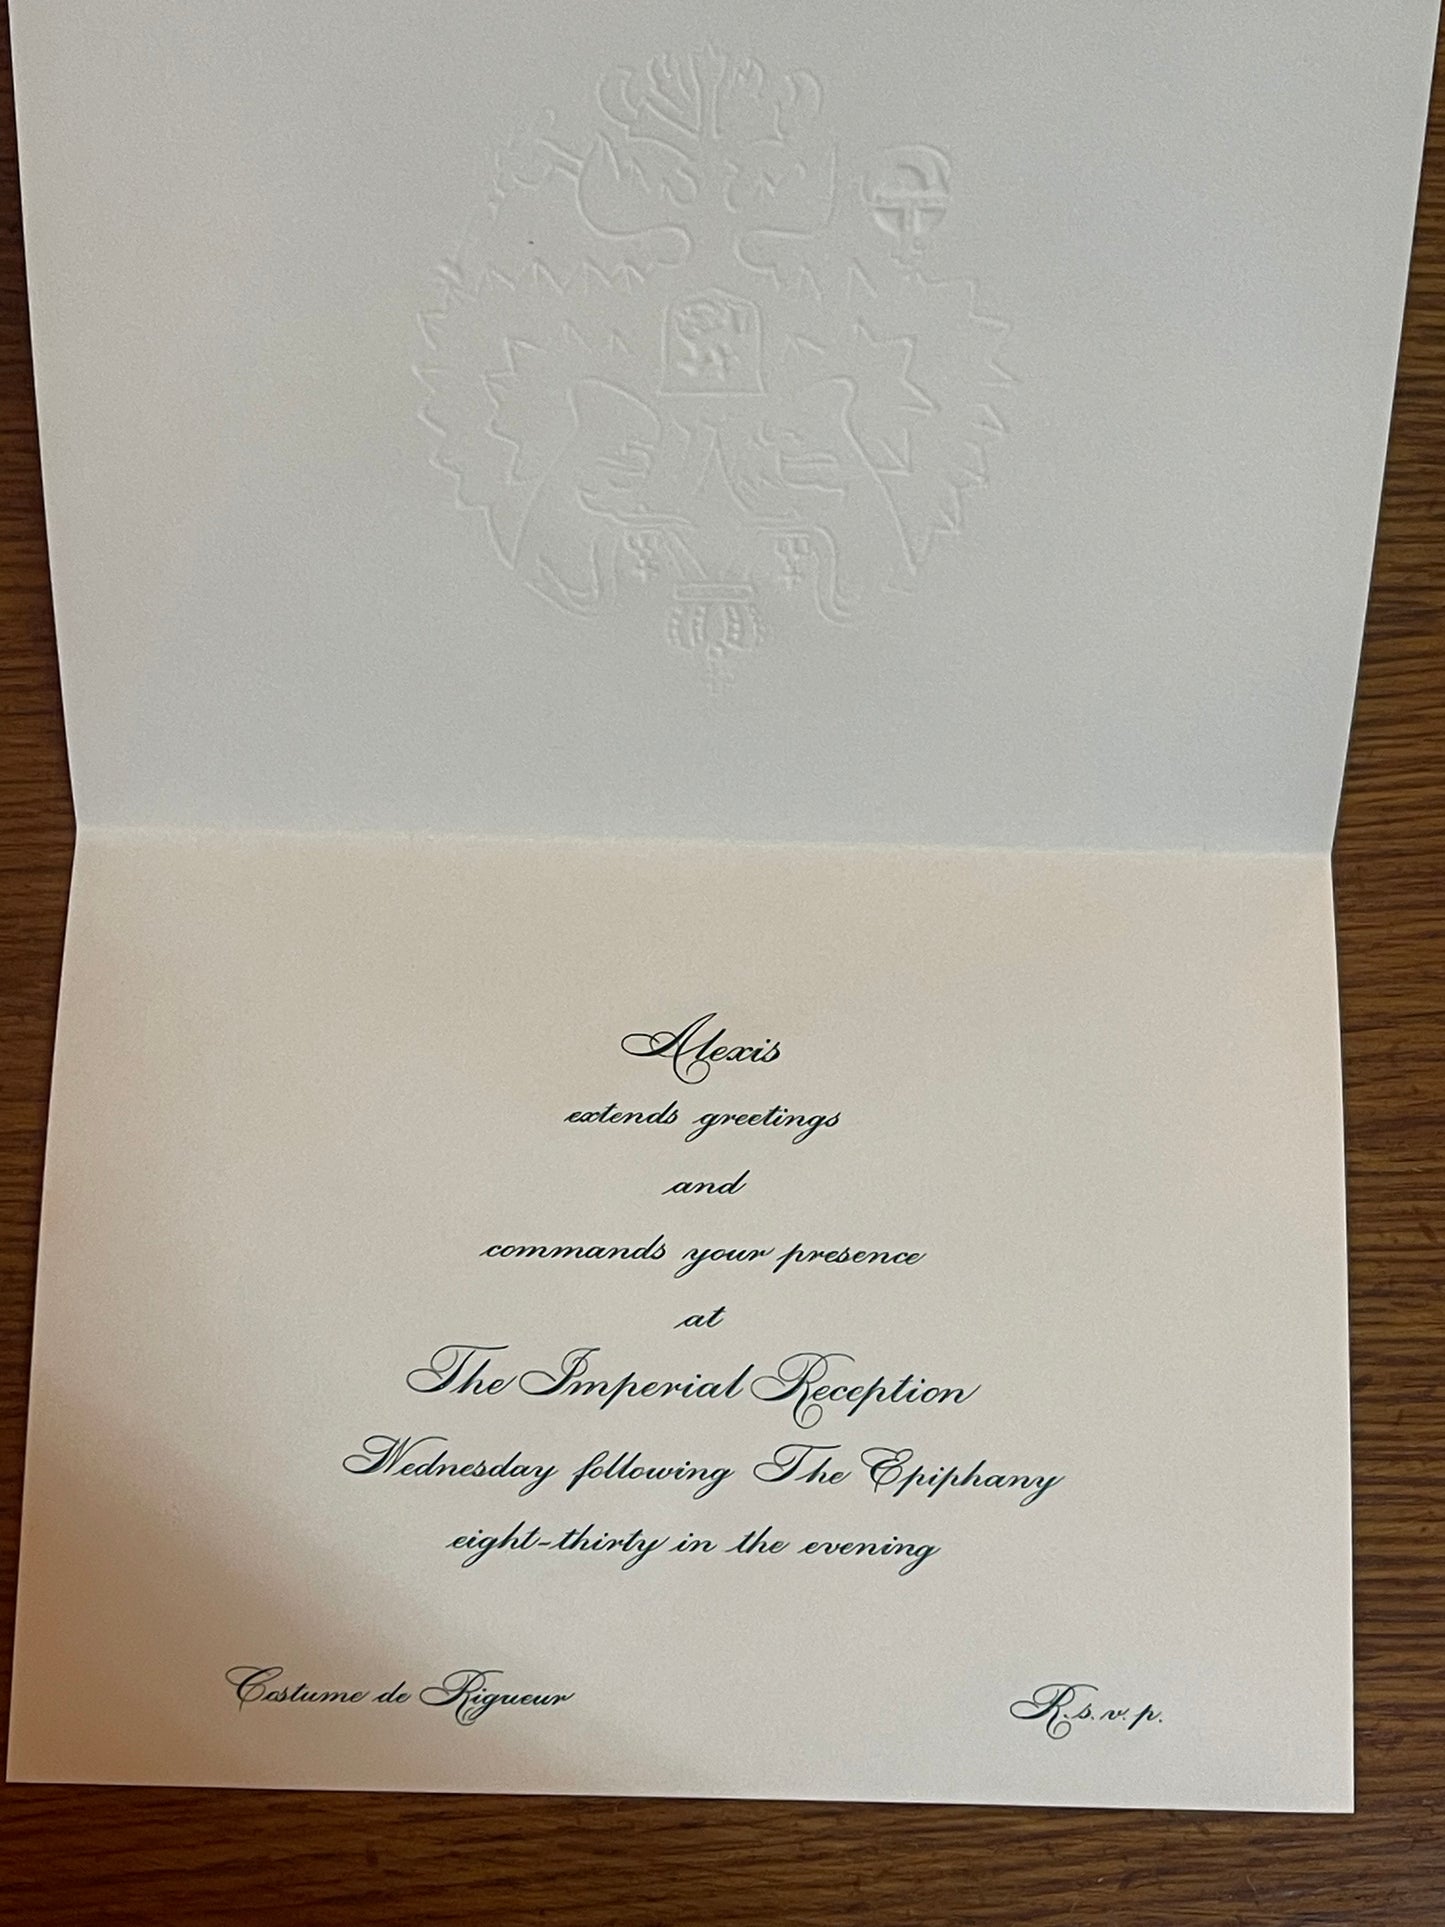 Alexis
extends greetings
and
commands your presence
at
The Imperial Reception
Wednesday following The Epiphany
eight-thirty in the evening
Costume de Rigueur
R.s.v.p.